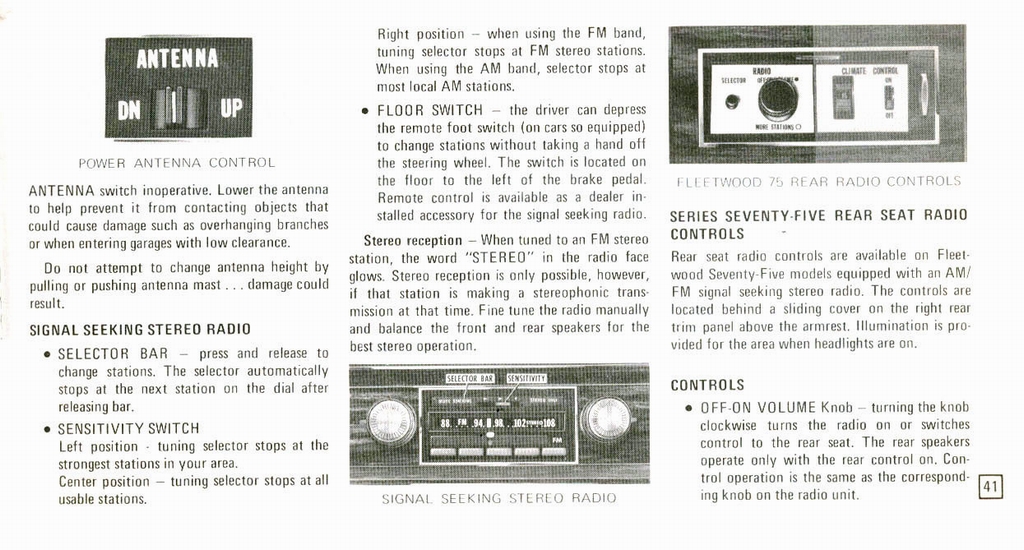 ANTENNA
DN UP
POWER ANTENNA CONTROL
ANTENNA switch inoperative. Lower the antenna
to help prevent it from contacting objects that
could cause damage such as overhanging branches
or when entering garages with low clearance.
Do not attempt to change antenna height by
pulling or pushing antenna mast . . . damage could
result.
SIGNAL SEEKING STEREO RADIO
• SELECTOR BAR – press and release to
change stations. The selector automatically
stops at the next station on the dial after
releasing bar.
• SENSITIVITY SWITCH
Left position - tuning selector stops at the
strongest stations in your area.
Center position – tuning selector stops at all
usable stations.
Right position – when using the FM band,
tuning selector stops at FM stereo stations.
When using the AM band, selector stops at
most local AM stations.
• FLOOR SWITCH – the driver can depress
the remote foot switch (on cars so equipped)
to change stations without taking a hand off
the steering wheel. The switch is located on
the floor to the left of the brake pedal.
Remote control is available as a dealer in-
stalled accessory for the signal seeking radio.
Stereo reception – When tuned to an FM stereo
station, the word "STEREO" in the radio face
glows. Stereo reception is only possible, however,
if that station is making a stereophonic trans-
mission at that time. Fine tune the radio manually
and balance the front and rear speakers for the
best stereo operation.
SELECTOR BAR SENSITIVITY
88 FM 94 98 102 108
FM
SIGNAL SEEKING STEREO RADIO
RADIO
SELECTOR
MORE STATIONS
CLIMATE CONTROL
ON
OFF
FLEETWOOD 75 REAR RADIO CONTROLS
SERIES SEVENTY-FIVE REAR SEAT RADIO
CONTROLS
Rear seat radio controls are available on Fleet-
wood Seventy-Five models equipped with an AM/
FM signal seeking stereo radio. The controls are
located behind a sliding cover on the right rear
trim panel above the armrest. Illumination is pro-
vided for the area when headlights are on.
CONTROLS
• OFF-ON VOLUME Knob – turning the knob
clockwise turns the radio on or switches
control to the rear seat. The rear speakers
operate only with the rear control on. Con-
trol operation is the same as the correspond-
ing knob on the radio unit.
41